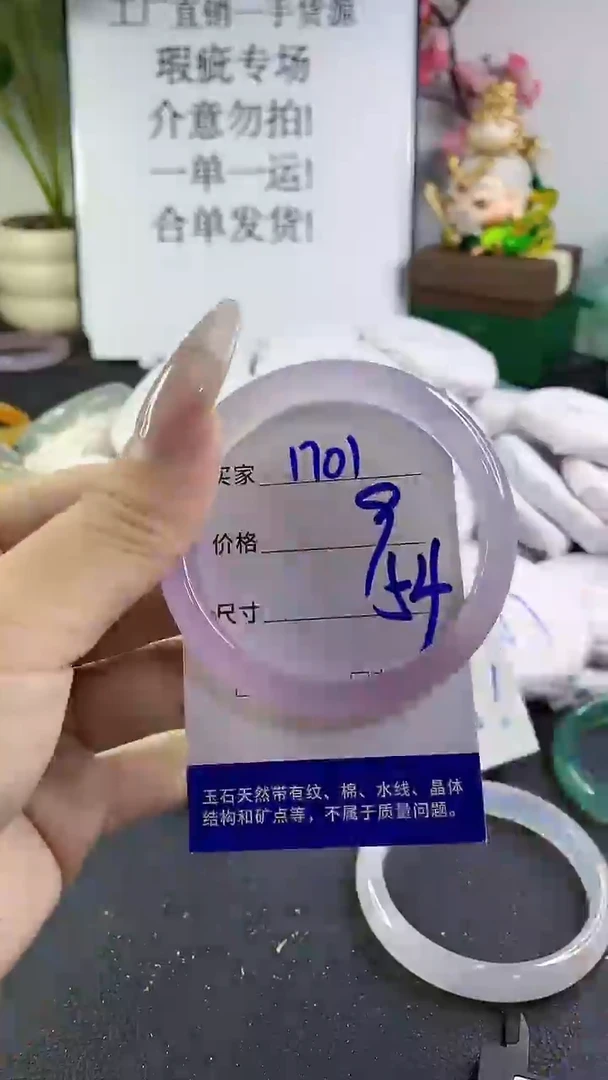 工厂直销一手货源
瑕疵专场
介意勿拍!
一单一运!
合单发货!
买家 1701
价格 9
尺寸 54
玉石天然带有纹、棉、水线、晶体
结构和矿点等，不属于质量问题。